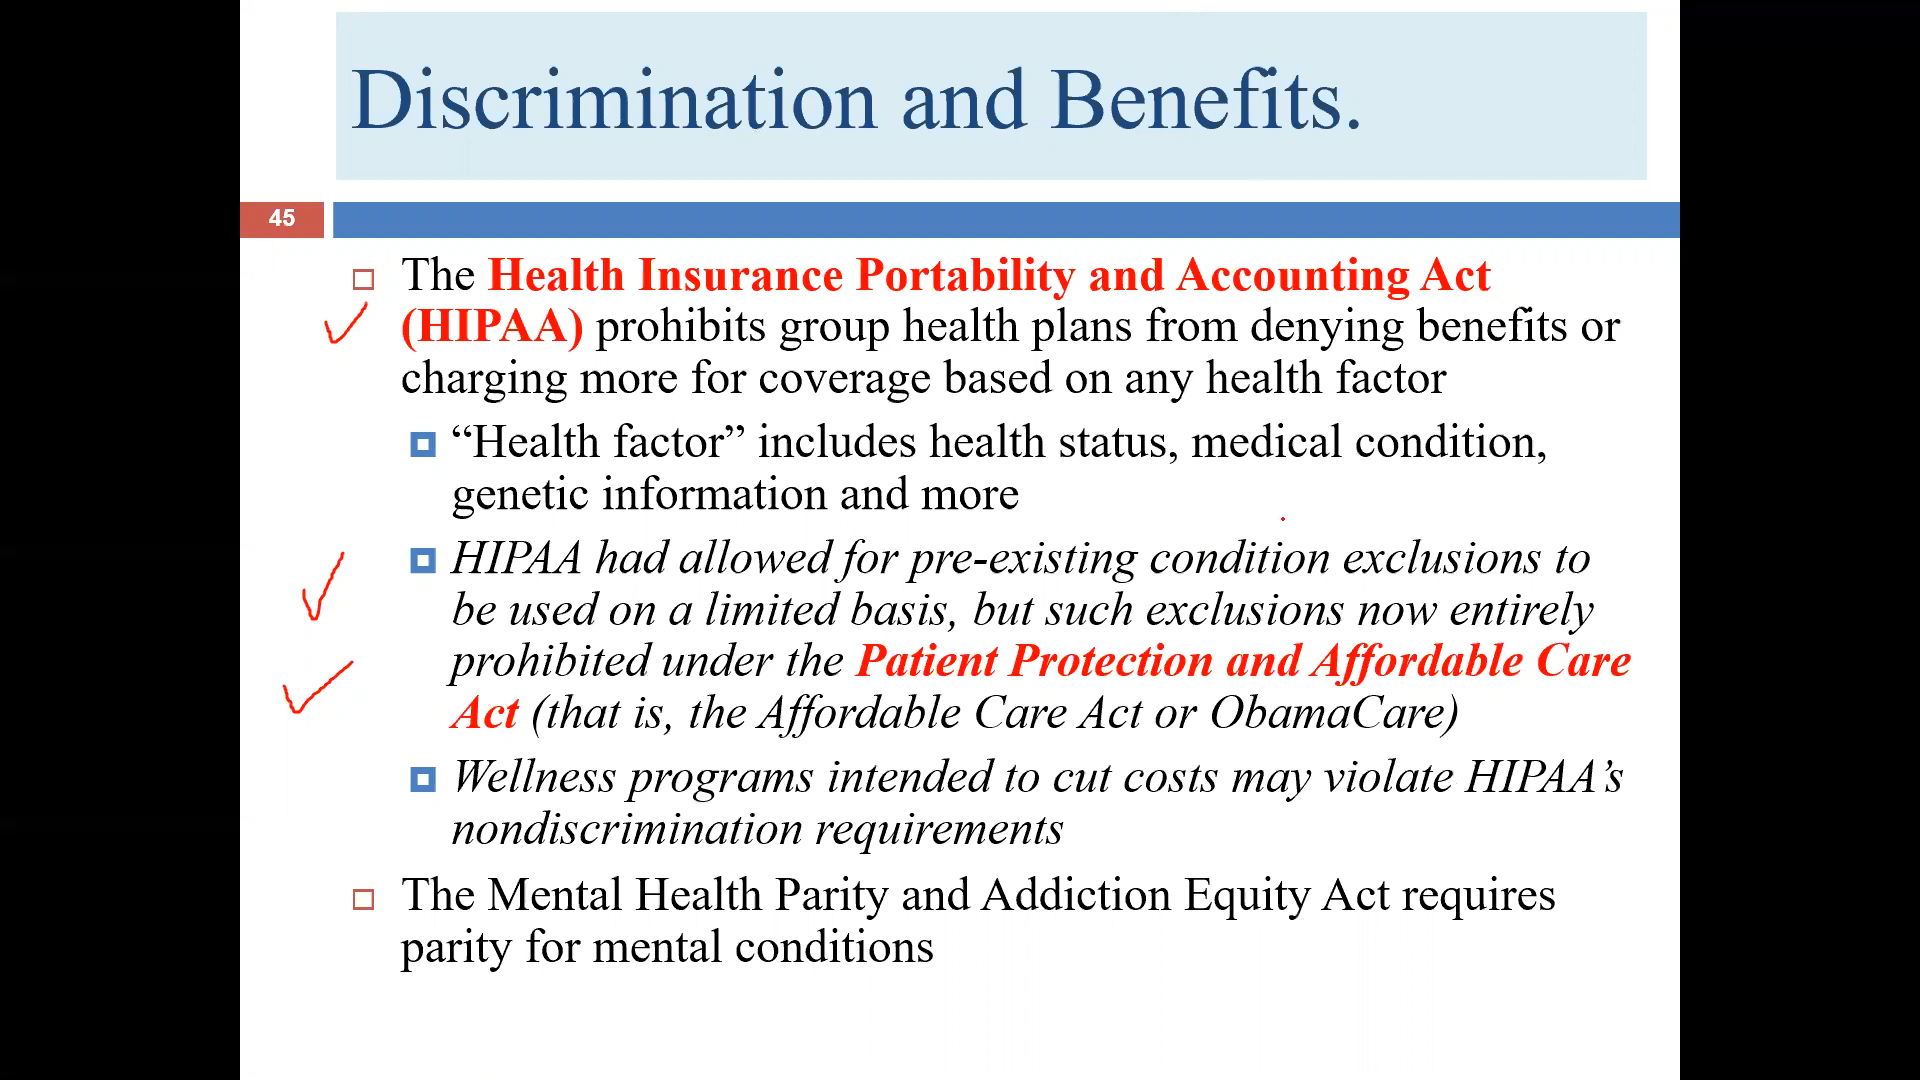 Discrimination and Benefits.
45
The Health Insurance Portability and Accounting Act
(HIPAA) prohibits group health plans from denying benefits or
charging more for coverage based on any health factor
“Health factor” includes health status, medical condition,
genetic information and more
HIPAA had allowed for pre-existing condition exclusions to
be used on a limited basis, but such exclusions now entirely
prohibited under the Patient Protection and Affordable Care
Act (that is, the Affordable Care Act or ObamaCare)
Wellness programs intended to cut costs may violate HIPAA’s
nondiscrimination requirements
The Mental Health Parity and Addiction Equity Act requires
parity for mental conditions